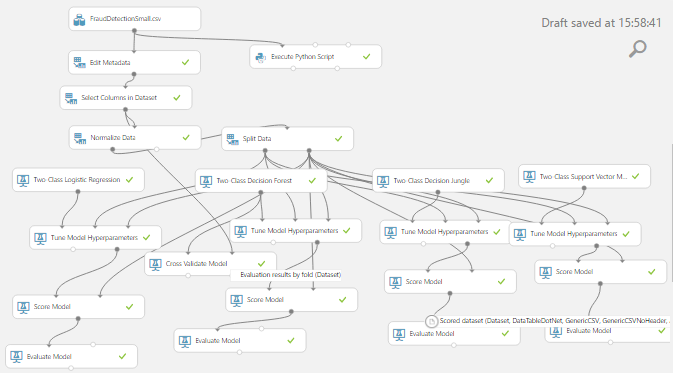 FraudDetectionSmall.csv
Draft saved at 15:58:41
Edit Metadata
Execute Python Script
Select Columns in Dataset
Normalize Data
Split Data
Two-Class Logistic Regression
Two-Class Decision Forest
Two-Class Decision Jungle
Two-Class Support Vector M...
Tune Model Hyperparameters
Tune Model Hyperparameters
Tune Model Hyperparameters
Tune Model Hyperparameters
Cross Validate Model
Evaluation results by fold (Dataset)
Score Model
Score Model
Score Model
Score Model
Scored dataset (Dataset, DataTableDotNet, GenericCSV, GenericCSVNoHeader,
Evaluate Model
Evaluate Model
Evaluate Model
Evaluate Model